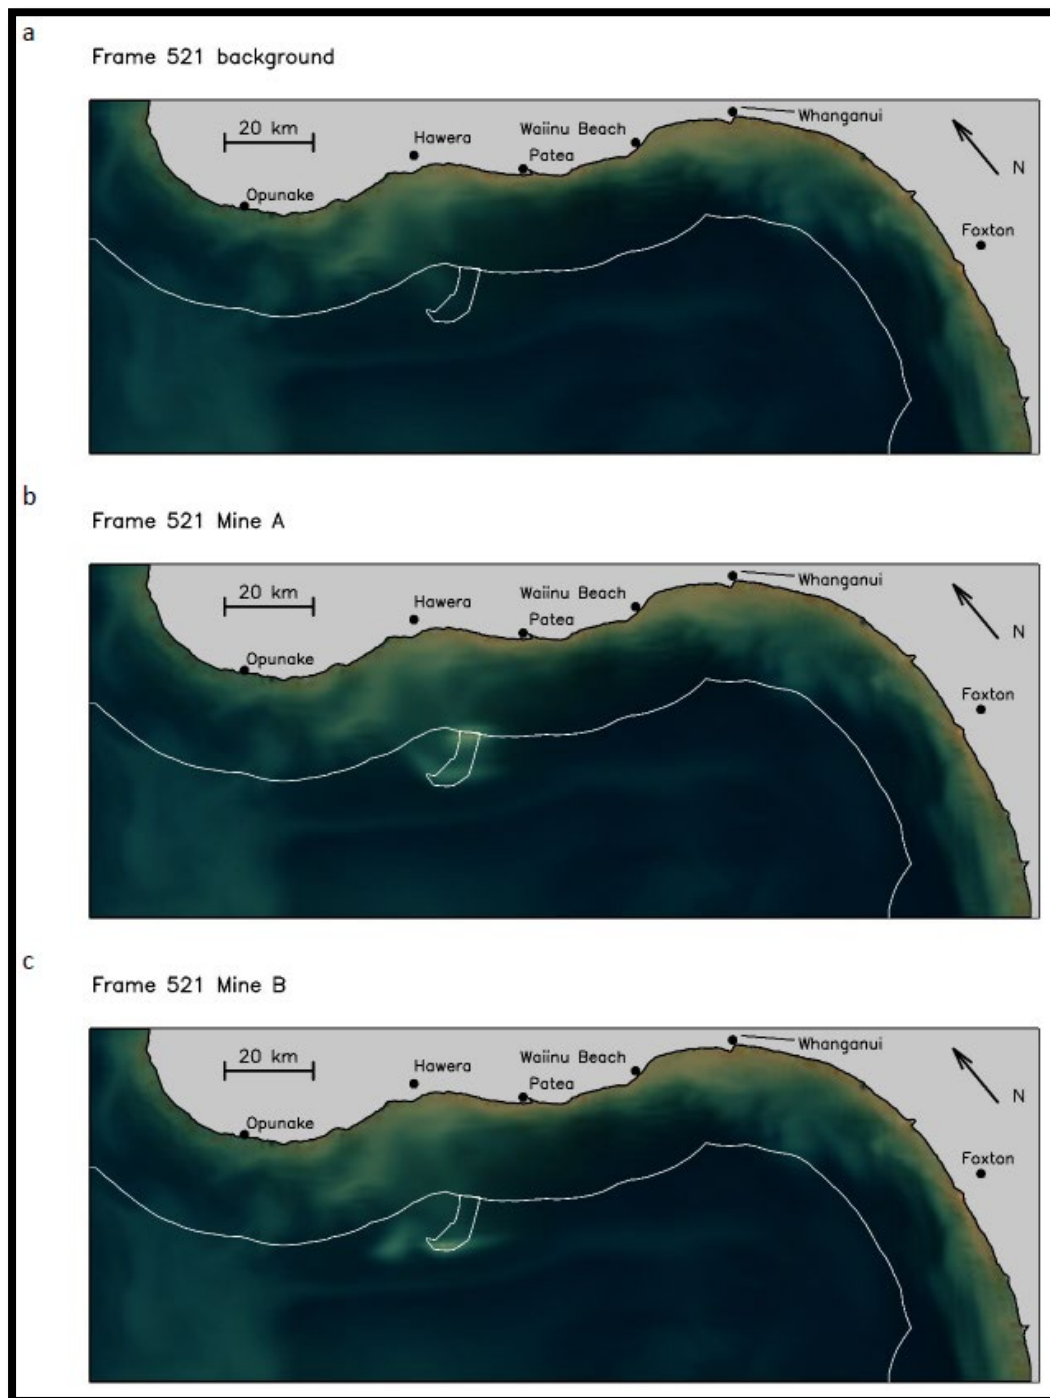 a
Frame 521 background
20 km
Hawera
Waiinu Beach
Patea
Whanganui
N
Opunake
Foxton
b
Frame 521 Mine A
20 km
Hawera
Waiinu Beach
Patea
Whanganui
N
Opunake
Foxton
c
Frame 521 Mine B
20 km
Hawera
Waiinu Beach
Patea
Whanganui
N
Opunake
Foxton